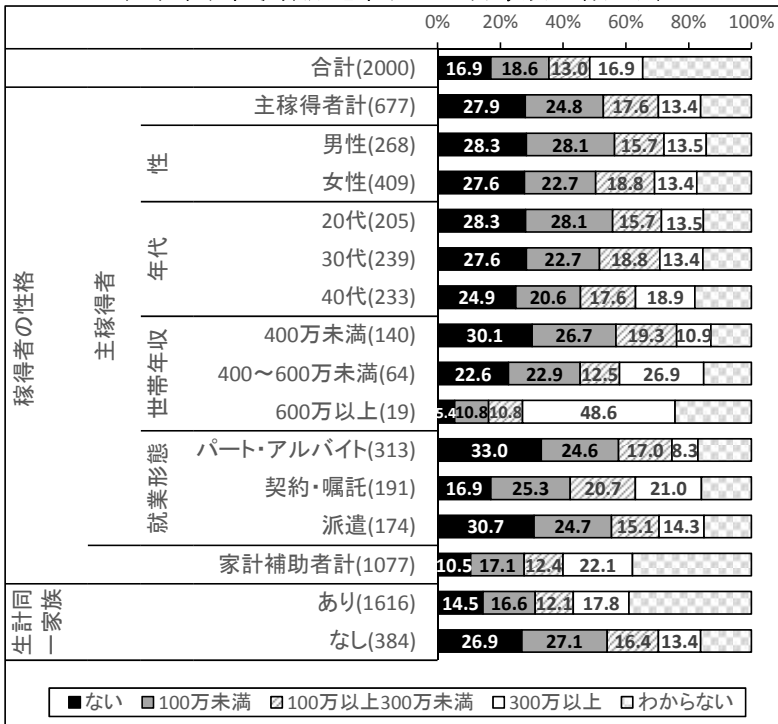 0% 20% 40% 60% 80% 100%
合計(2000) 16.9 18.6 13.0 16.9
稼得者の性格
主稼得者
主稼得者計(677) 27.9 24.8 17.6 13.4
性
男性(268) 28.3 28.1 15.7 13.5
女性(409) 27.6 22.7 18.8 13.4
年代
20代(205) 28.3 28.1 15.7 13.5
30代(239) 27.6 22.7 18.8 13.4
40代(233) 24.9 20.6 17.6 18.9
世帯年収
400万未満(140) 30.1 26.7 19.3 10.9
400～600万未満(64) 22.6 22.9 12.5 26.9
600万以上(19) 5.4 10.8 10.8 48.6
就業形態
パート・アルバイト(313) 33.0 24.6 17.0 8.3
契約・嘱託(191) 16.9 25.3 20.7 21.0
派遣(174) 30.7 24.7 15.1 14.3
家計補助者計(1077) 10.5 17.1 12.4 22.1
生計同
一家族
あり(1616) 14.5 16.6 12.1 17.8
なし(384) 26.9 27.1 16.4 13.4
ない 100万未満 100万以上300万未満 300万以上 わからない